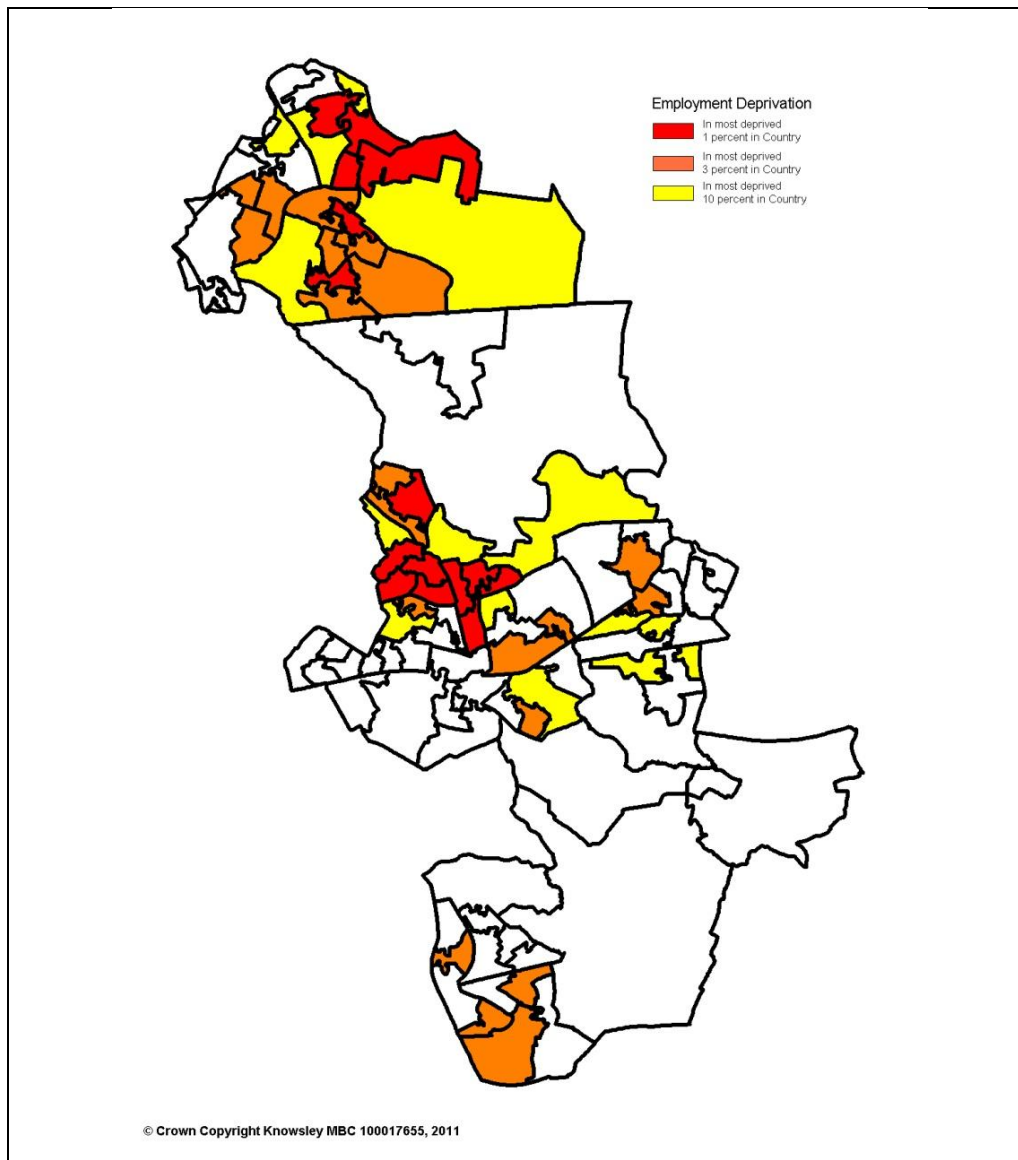 Employment Deprivation
In most deprived
1 percent in Country
In most deprived
3 percent in Country
In most deprived
10 percent in Country
© Crown Copyright Knowsley MBC 100017655, 2011